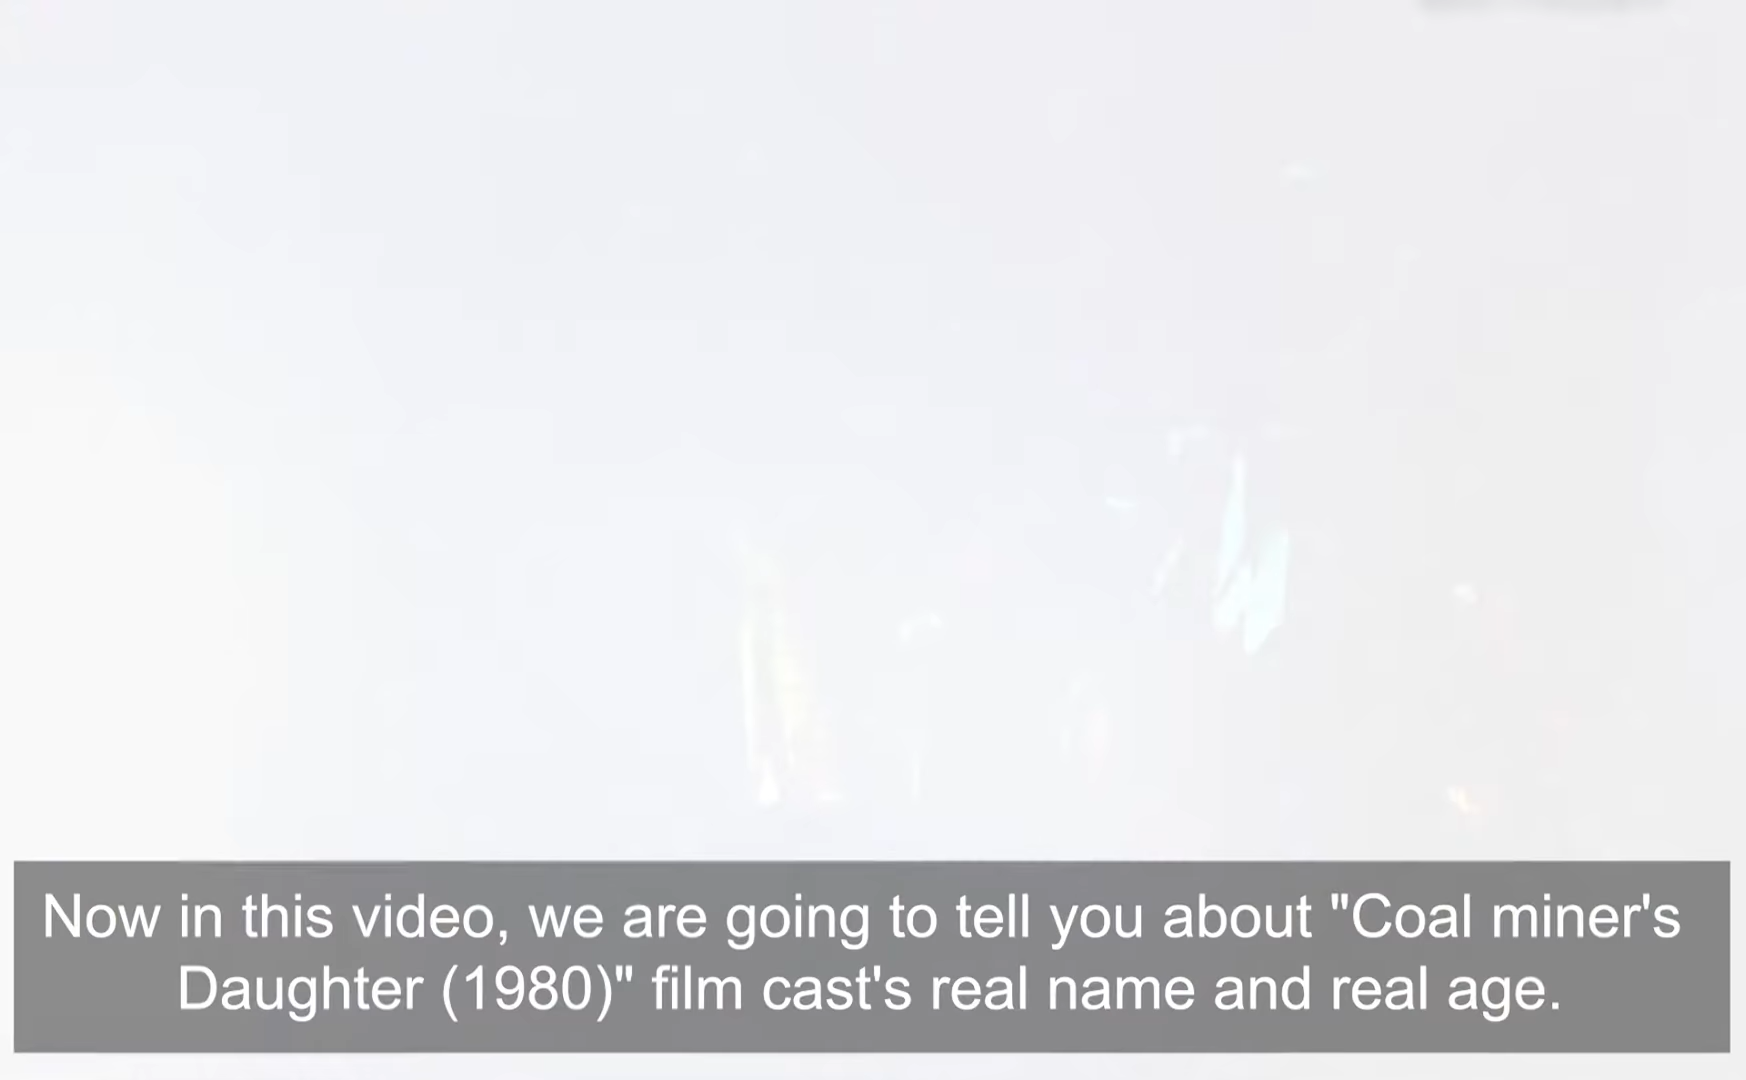 Now in this video, we are going to tell you about "Coal miner's
Daughter (1980)" film cast's real name and real age.